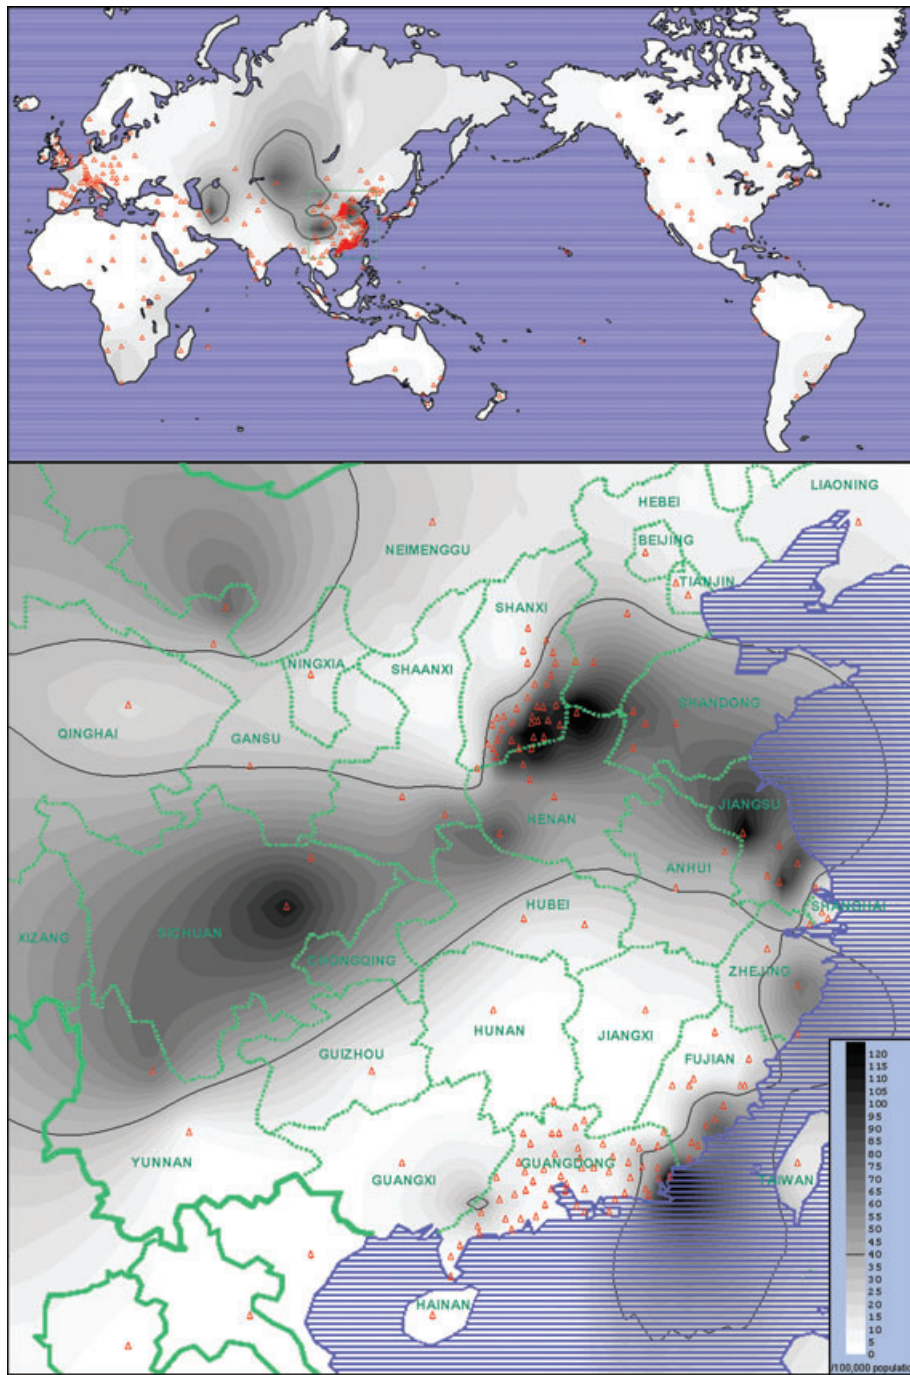 LIAONING
HEBEI
BEIJING
NEIMENGGU
TIANJIN
SHANXI
NINGXIA
SHAANXI
SHANDONG
QINGHAI
GANSU
JIANGSU
HENAN
ANHUI
HUBEI
SHANGHAI
XIZANG
SICHUAN
CHONGQING
ZHEJING
HUNAN
JIANGXI
GUIZHOU
FUJIAN
YUNNAN
GUANGXI
GUANGDONG
TAIWAN
HAINAN
120
115
105
100
95
90
85
80
75
70
65
60
55
50
45
40
35
30
25
20
15
10
5
0
/100,000 populatio